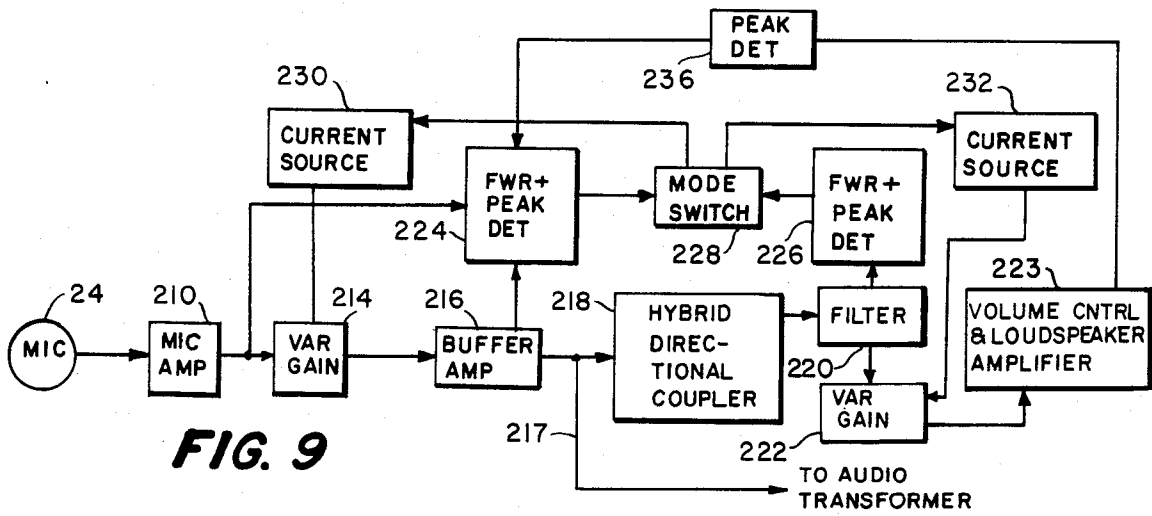 PEAK
DET
236
230
CURRENT
SOURCE
232
CURRENT
SOURCE
FWR+
PEAK
DET
224
MODE
SWITCH
228
FWR+
PEAK
DET
226
24
MIC
210
MIC
AMP
214
VAR
GAIN
216
BUFFER
AMP
218
HYBRID
DIREC-
TIONAL
COUPLER
FILTER
220
223
VOLUME CNTRL
& LOUDSPEAKER
AMPLIFIER
VAR
GAIN
222
217
TO AUDIO
TRANSFORMER
FIG. 9